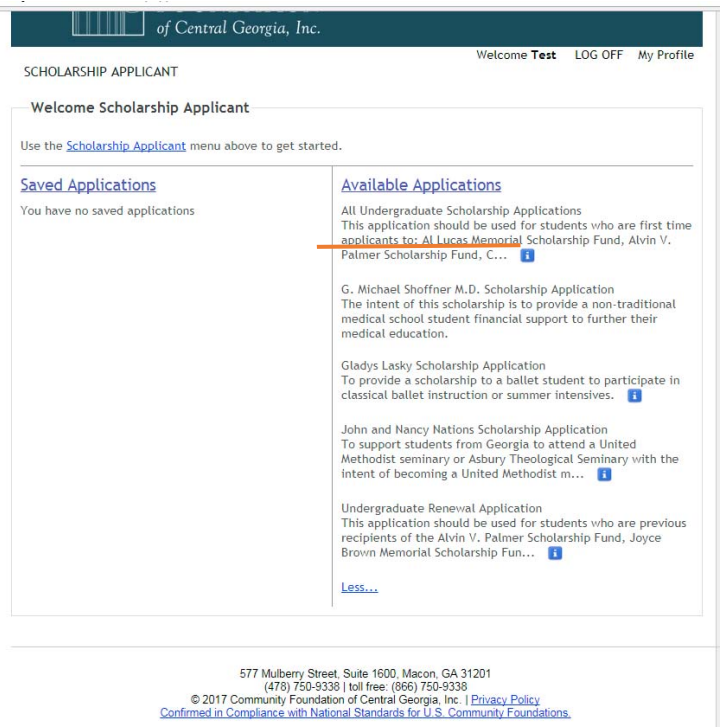 of Central Georgia, Inc.
Welcome Test LOG OFF My Profile
SCHOLARSHIP APPLICANT
Welcome Scholarship Applicant
Use the Scholarship Applicant menu above to get started.
Saved Applications
You have no saved applications
Available Applications
All Undergraduate Scholarship Applications
This application should be used for students who are first time
applicants to: Al Lucas Memorial Scholarship Fund, Alvin V.
Palmer Scholarship Fund, C... i
G. Michael Shoffner M.D. Scholarship Application
The intent of this scholarship is to provide a non-traditional
medical school student financial support to further their
medical education.
Gladys Lasky Scholarship Application
To provide a scholarship to a ballet student to participate in
classical ballet instruction or summer intensives. i
John and Nancy Nations Scholarship Application
To support students from Georgia to attend a United
Methodist seminary or Asbury Theological Seminary with the
intent of becoming a United Methodist m... i
Undergraduate Renewal Application
This application should be used for students who are previous
recipients of the Alvin V. Palmer Scholarship Fund, Joyce
Brown Memorial Scholarship Fun... i
Less...
577 Mulberry Street, Suite 1600, Macon, GA 31201
(478) 750-9338 | toll free: (866) 750-9338
© 2017 Community Foundation of Central Georgia, Inc. | Privacy Policy
Confirmed in Compliance with National Standards for U.S. Community Foundations.